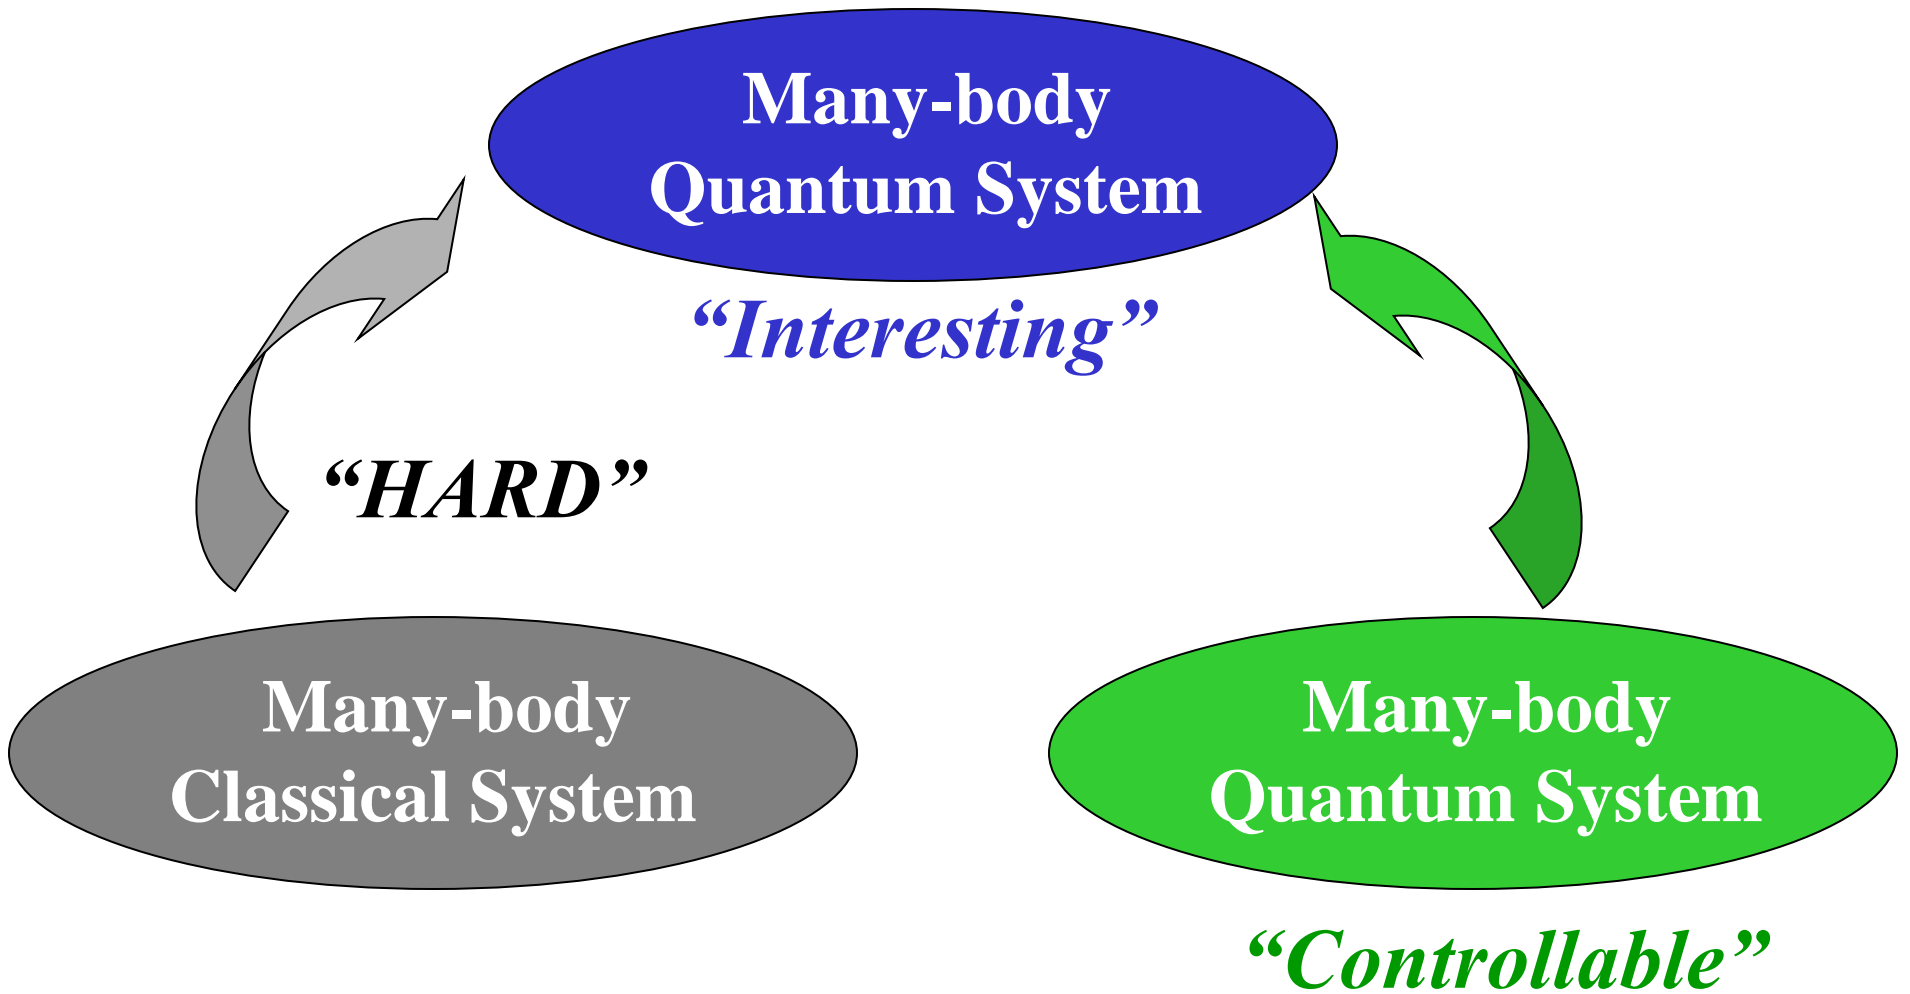 Many-body
Quantum System
“Interesting”
“HARD”
Many-body
Classical System
Many-body
Quantum System
“Controllable”